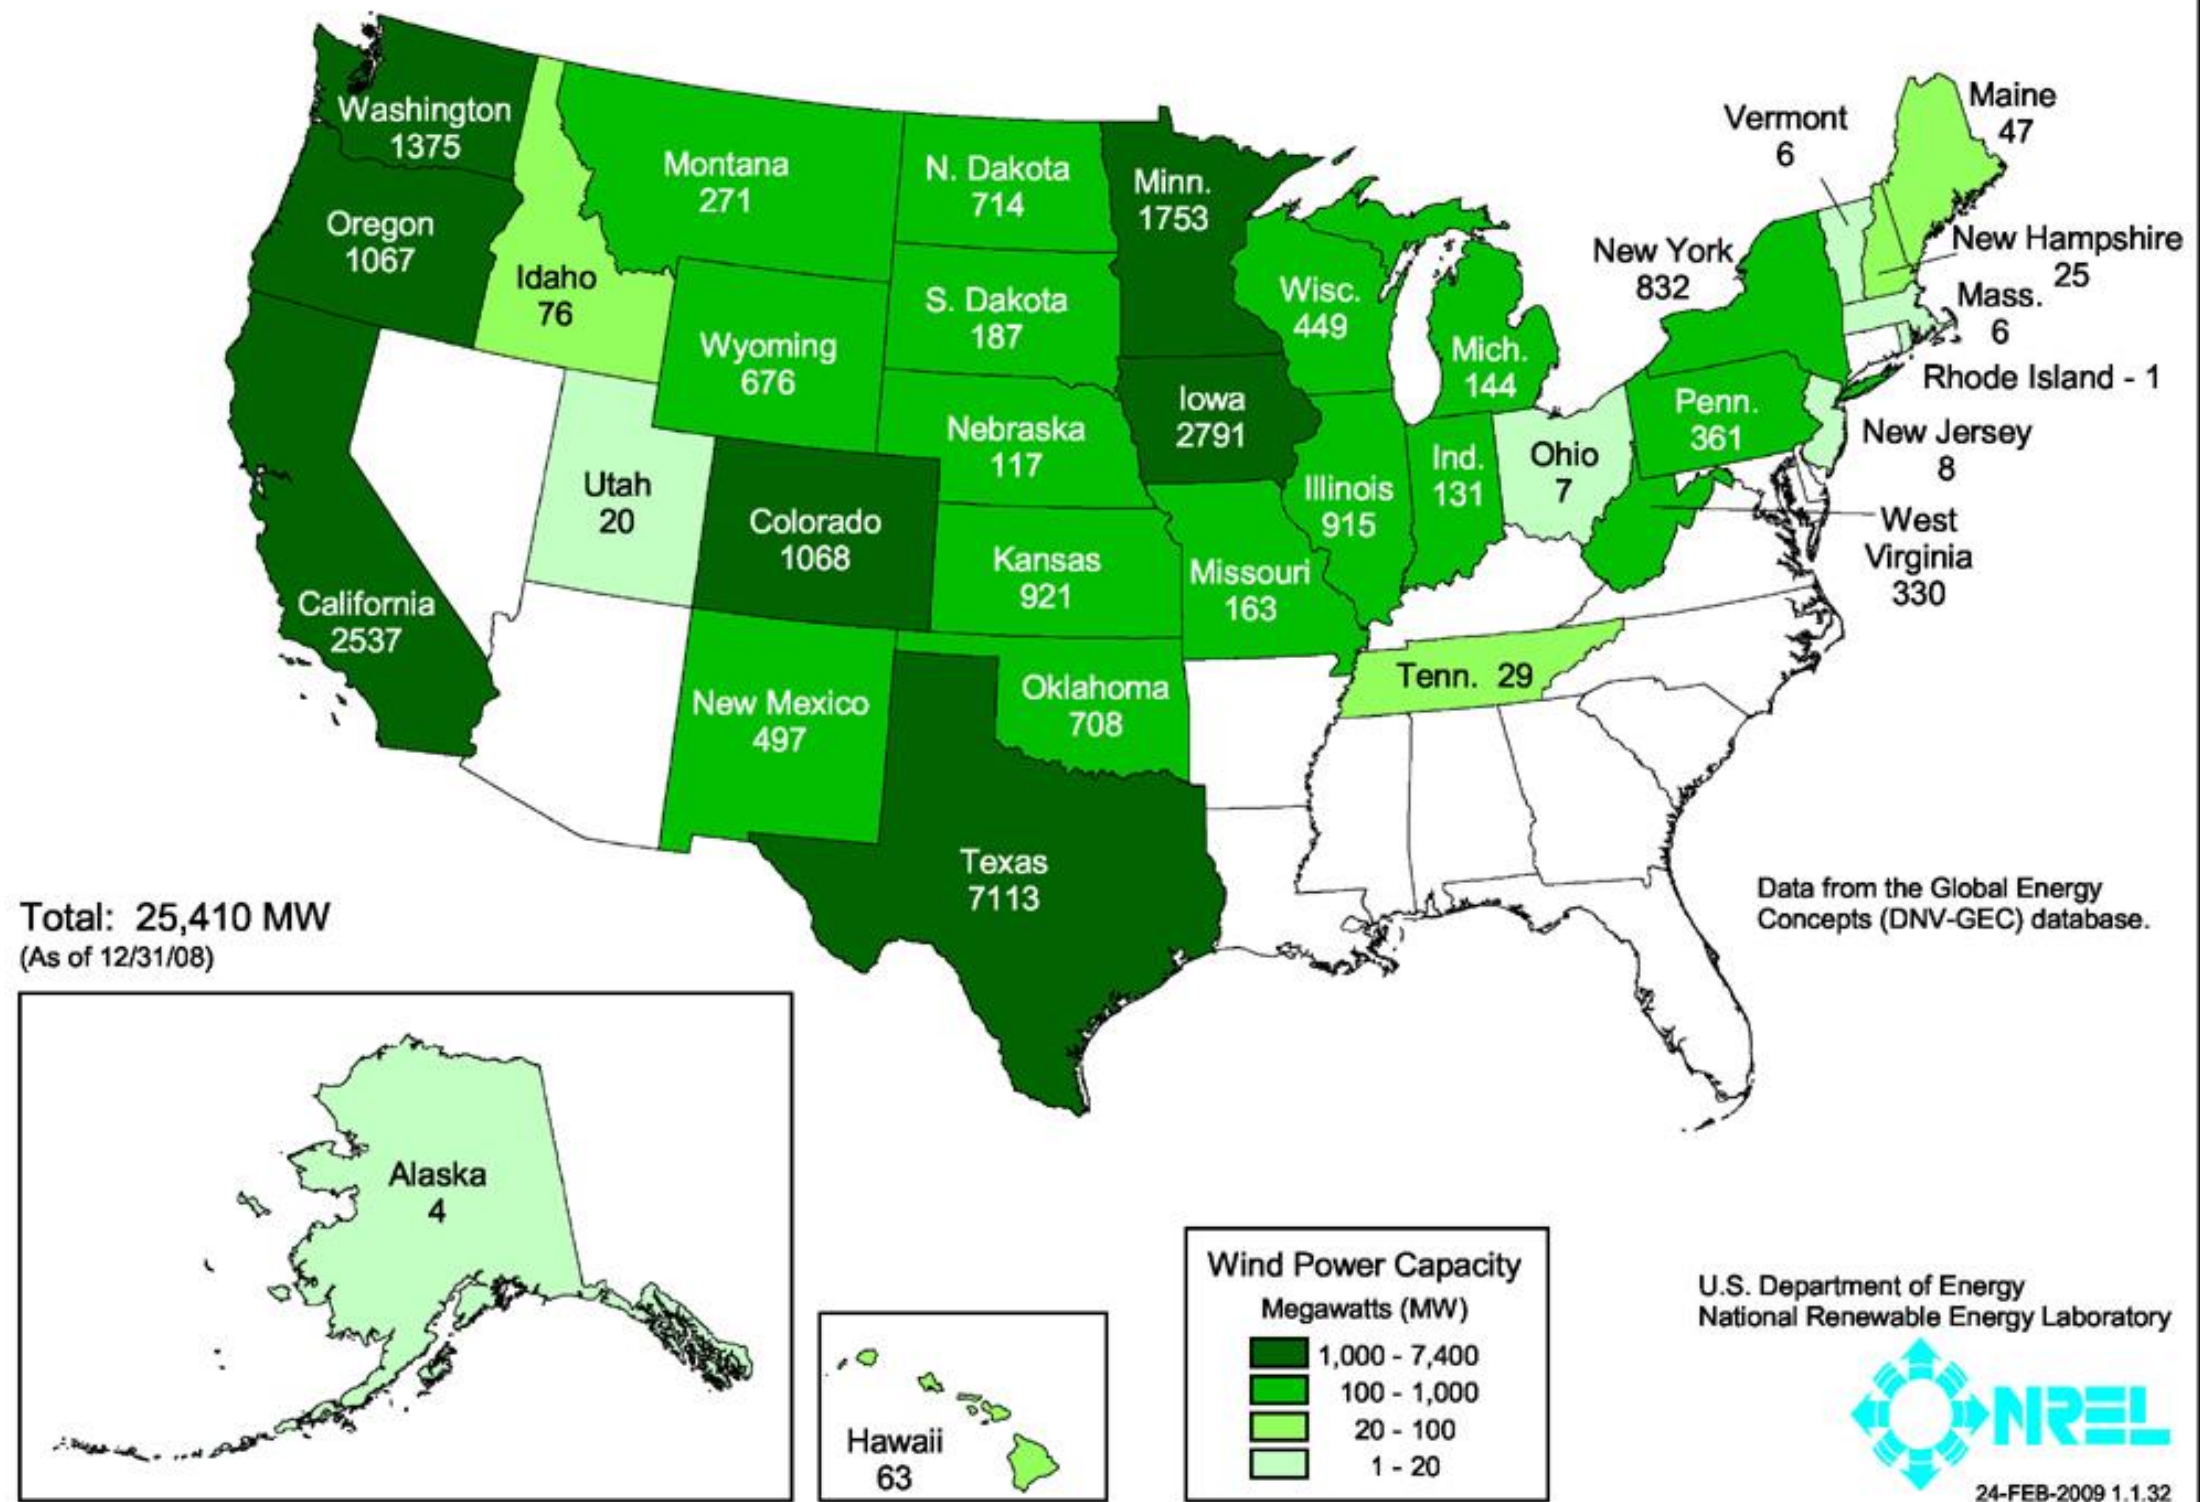 Washington
1375
Oregon
1067
California
2537
Idaho
76
Montana
271
Wyoming
676
Utah
20
Colorado
1068
New Mexico
497
N. Dakota
714
S. Dakota
187
Nebraska
117
Kansas
921
Oklahoma
708
Texas
7113
Minn.
1753
Iowa
2791
Missouri
163
Wisc.
449
Illinois
915
Mich.
144
Ind.
131
Ohio
7
Tenn. 29
Penn.
361
New York
832
Vermont
6
Maine
47
New Hampshire
25
Mass.
6
Rhode Island - 1
New Jersey
8
West
Virginia
330
Data from the Global Energy
Concepts (DNV-GEC) database.
Total: 25,410 MW
(As of 12/31/08)
Alaska
4
Hawaii
63
Wind Power Capacity
Megawatts (MW)
1,000 - 7,400
100 - 1,000
20 - 100
1 - 20
U.S. Department of Energy
National Renewable Energy Laboratory
NREL
24-FEB-2009 1.1.32